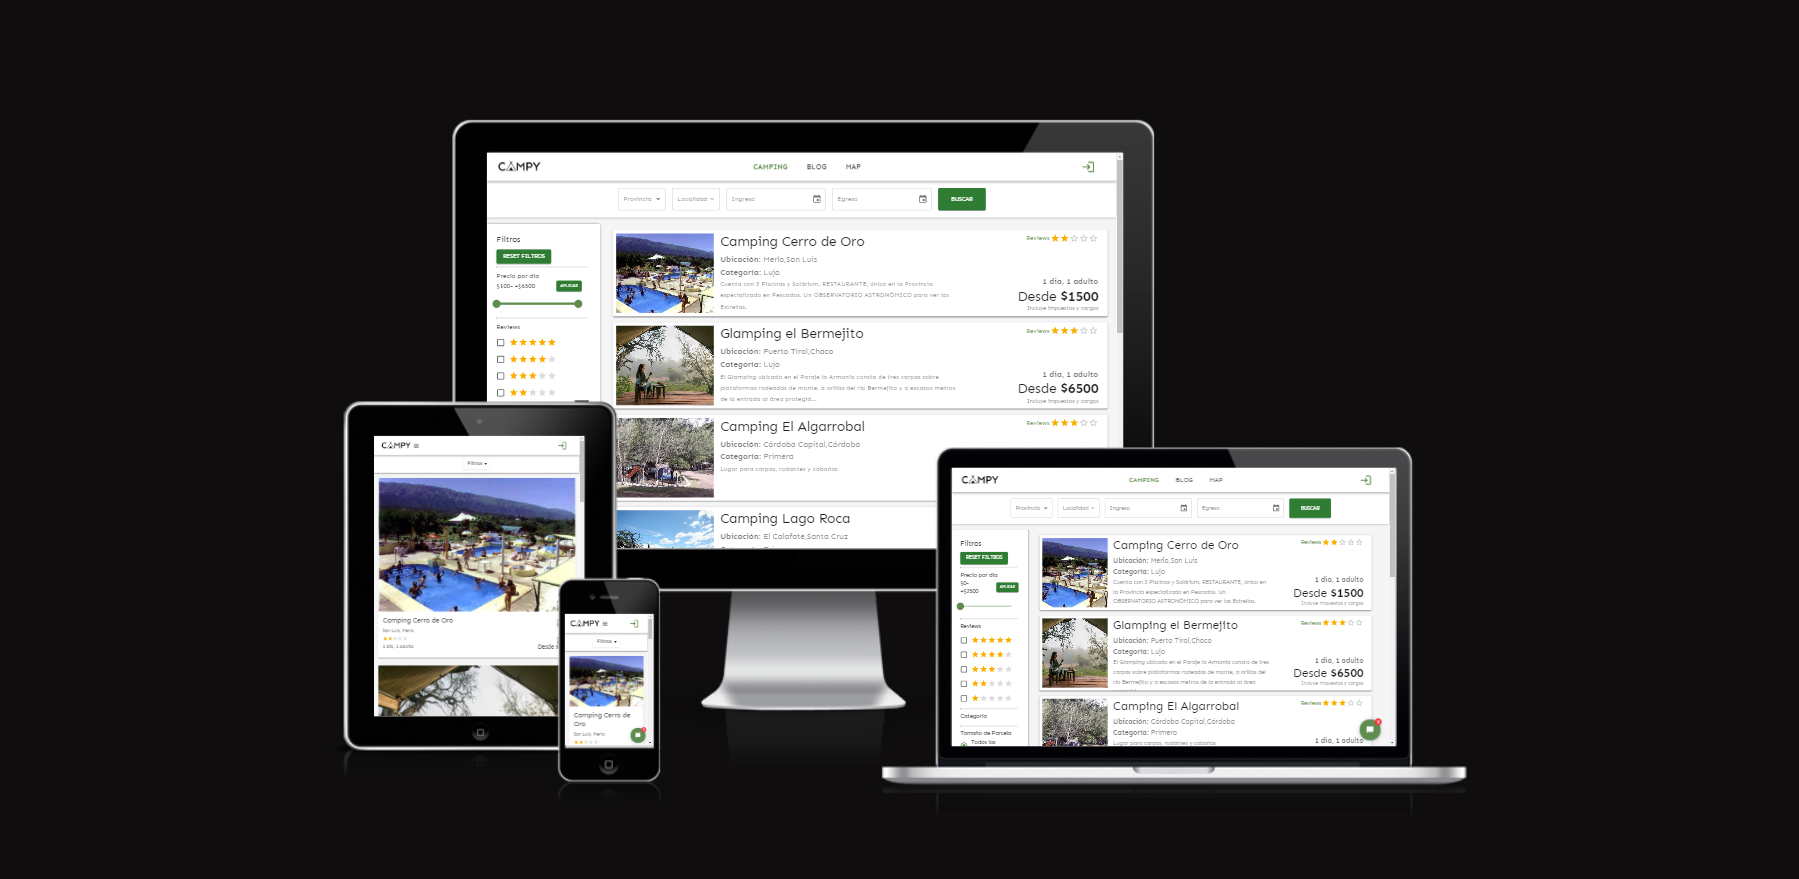 CAMPY
CAMPING BLOG MAP
Provincia Localidad Ingreso Egreso BUSCAR
Filtros
RESET FILTROS
Precio por día
$100- +$6500 APLICAR
Reviews
Camping Cerro de Oro
Ubicación: Merlo,San Luis
Categoría: Lujo
Cuenta con 3 Piscinas y Solárium. RESTAURANTE, único en la Provincia
especializado en Pescados. Un OBSERVATORIO ASTRONÓMICO para ver las
Estrellas.
Reviews
1 día, 1 adulto
Desde $1500
Incluye impuestos y cargos
Glamping el Bermejito
Ubicación: Puerto Tirol,Chaco
Categoría: Lujo
El Glamping ubicado en el Paraje la Armonía consta de tres carpas sobre
plataformas rodeadas de monte, a orillas del río Bermejito y a escasos metros
de la entrada al área protegid...
Reviews
1 día, 1 adulto
Desde $6500
Incluye impuestos y cargos
Camping El Algarrobal
Ubicación: Córdoba Capital,Córdoba
Categoría: Primera
Lugar para carpas, rodantes y cabañas
Reviews
Camping Lago Roca
Ubicación: El Calafate,Santa Cruz
CAMPY
Filtros
Camping Cerro de Oro
San Luis, Merlo
1 día, 1 adulto
Desde
CAMPY
Filtros
Camping Cerro de
Oro
San Luis, Merlo
CAMPY
CAMPING BLOG MAP
Provincia Localidad Ingreso Egreso BUSCAR
Filtros
RESET FILTROS
Precio por día
$0-
+$2500 APLICAR
Reviews
Categoría
Tamaño de Parcela
Todos los
Camping Cerro de Oro
Ubicación: Merlo,San Luis
Categoría: Lujo
Cuenta con 3 Piscinas y Solárium. RESTAURANTE, único en
la Provincia especializado en Pescados. Un
OBSERVATORIO ASTRONÓMICO para ver las Estrellas.
Reviews
1 día, 1 adulto
Desde $1500
Incluye impuestos y cargos
Glamping el Bermejito
Ubicación: Puerto Tirol,Chaco
Categoría: Lujo
El Glamping ubicado en el Paraje la Armonía consta de tres
carpas sobre plataformas rodeadas de monte, a orillas del
río Bermejito y a escasos metros de la entrada al área
Reviews
1 día, 1 adulto
Desde $6500
Incluye impuestos y cargos
Camping El Algarrobal
Ubicación: Córdoba Capital,Córdoba
Categoría: Primera
Lugar para carpas, rodantes y cabañas
Reviews
1 día, 1 adulto